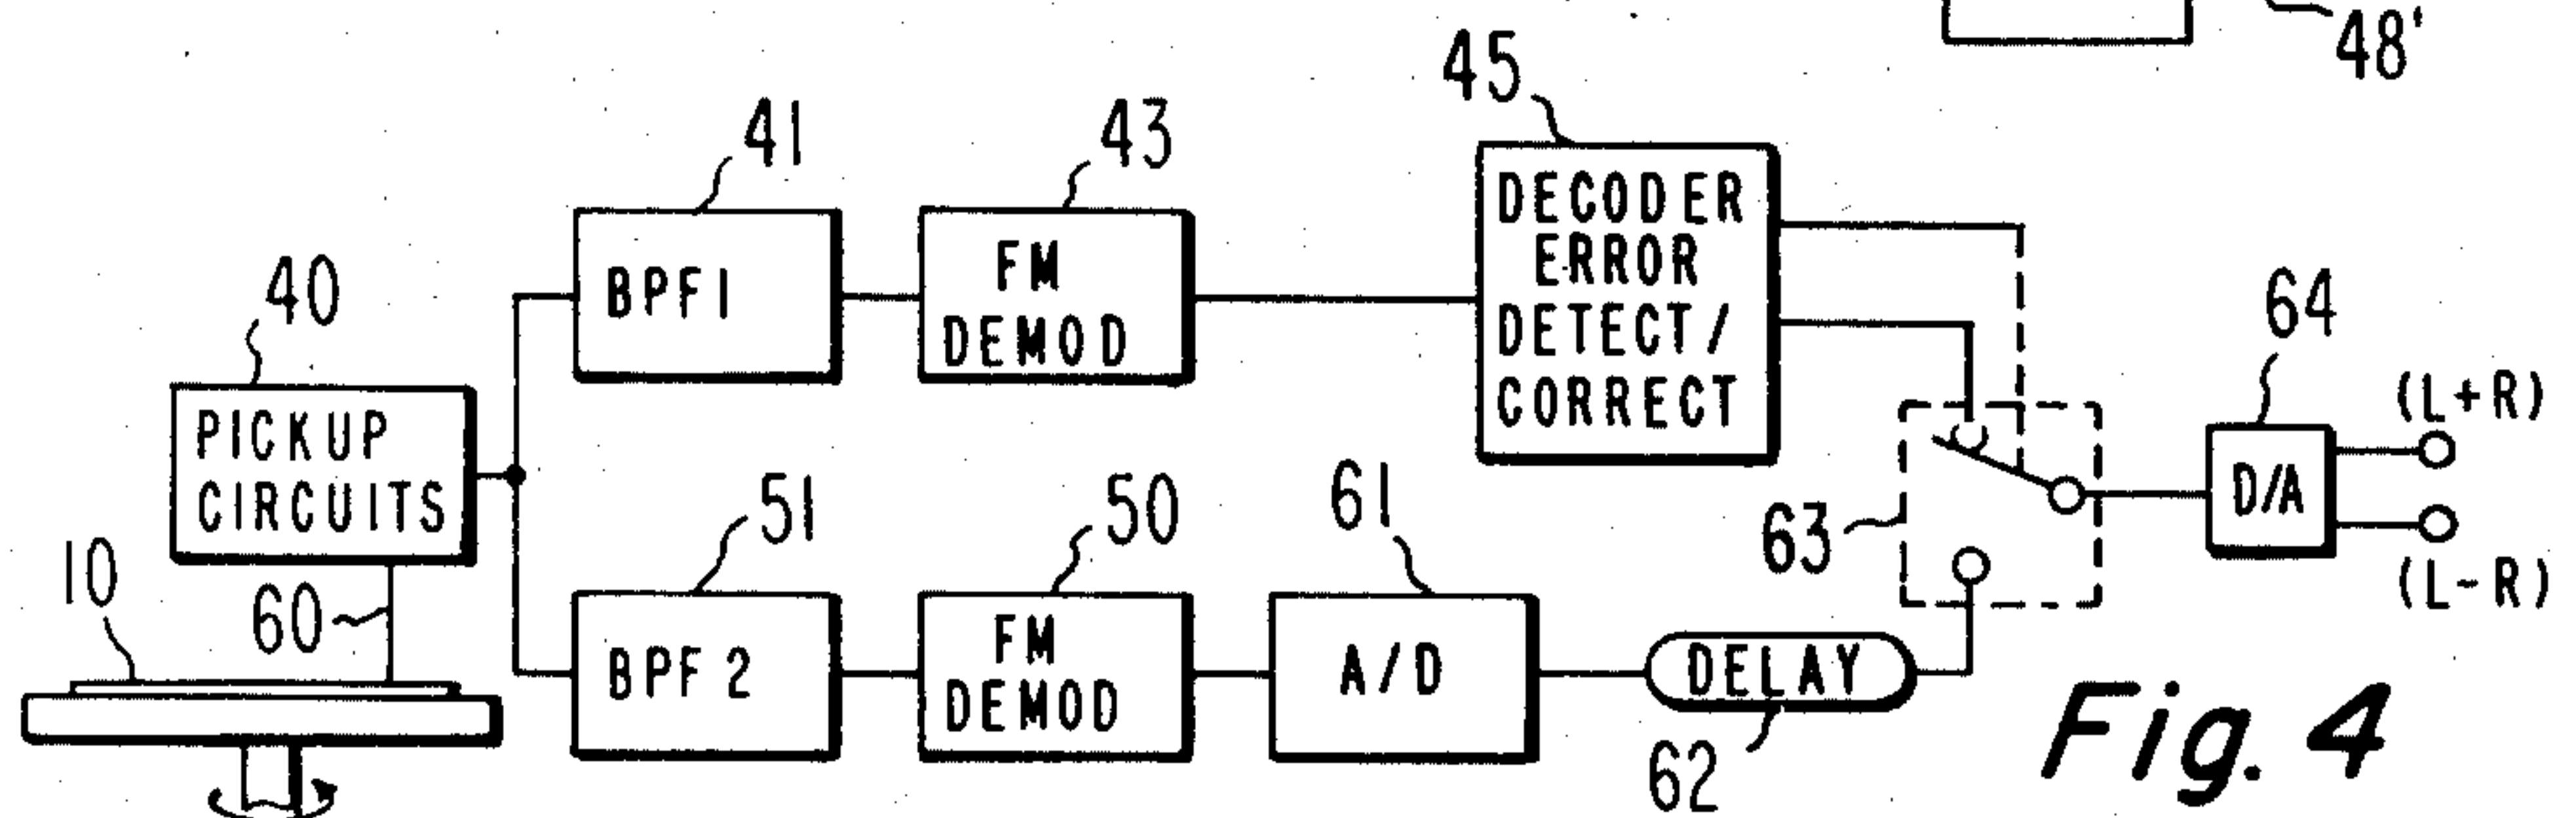 48'
45
41
43
DECODER
ERROR
DETECT/
CORRECT
40
BPF1
FM
DEMOD
64
(L+R)
PICKUP
CIRCUITS
D/A
10
60
51
50
61
63
(L-R)
BPF 2
FM
DEMOD
A/D
DELAY
62
Fig. 4